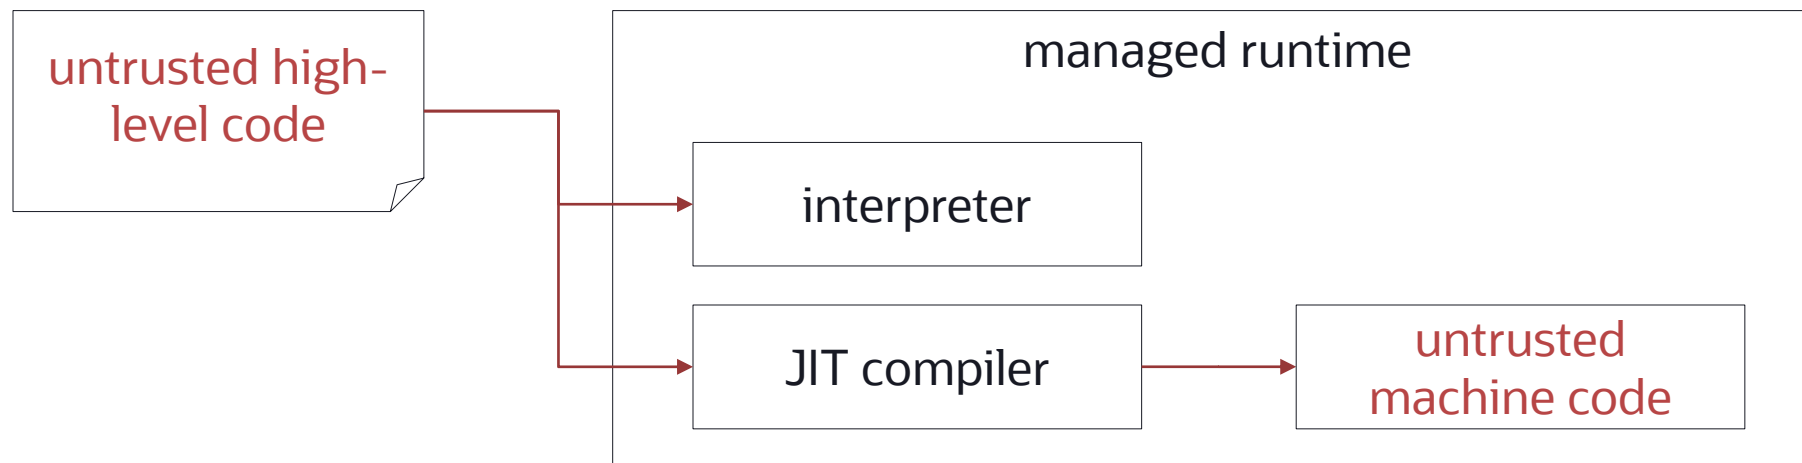 untrusted high-
level code
managed runtime
interpreter
JIT compiler
untrusted
machine code